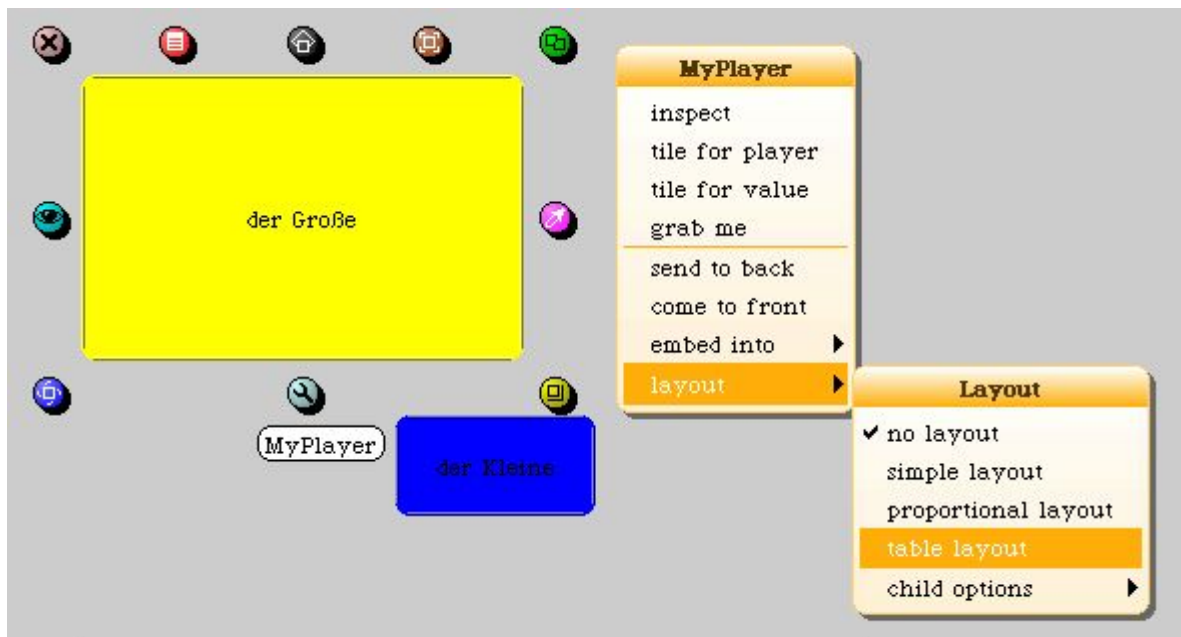 der Große
MyPlayer
der Kleine
MyPlayer
inspect
tile for player
tile for value
grab me
send to back
come to front
embed into
layout
Layout
no layout
simple layout
proportional layout
table layout
child options